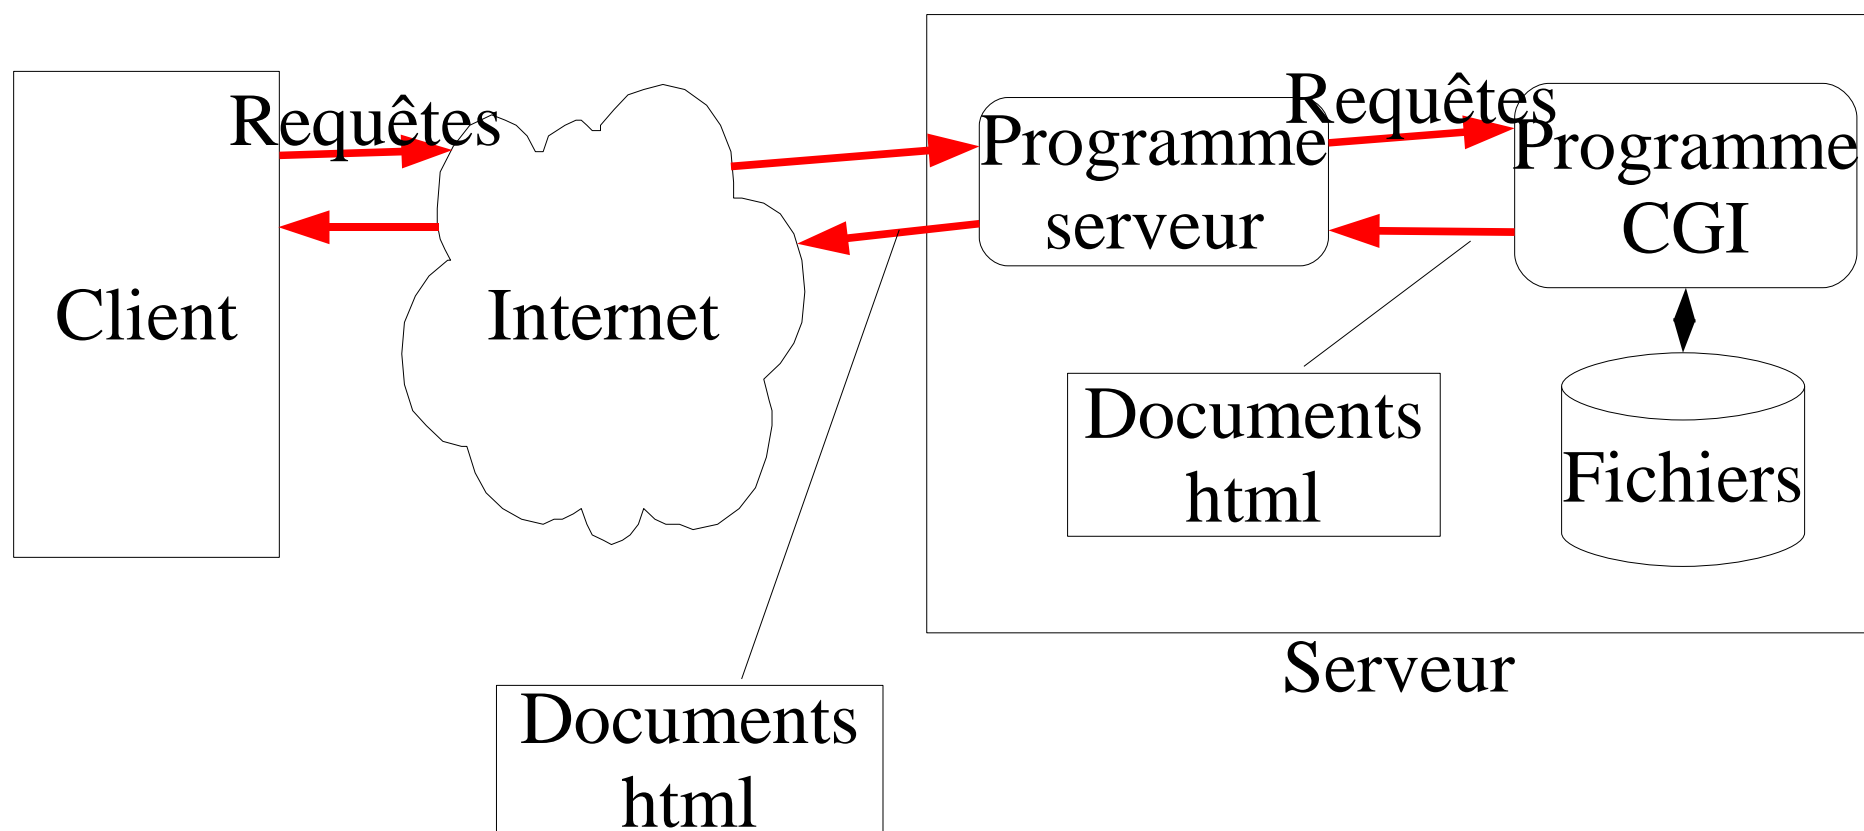 Requêtes
Client
Internet
Requêtes
Programme
serveur
Programme
CGI
Documents
html
Fichiers
Serveur
Documents
html